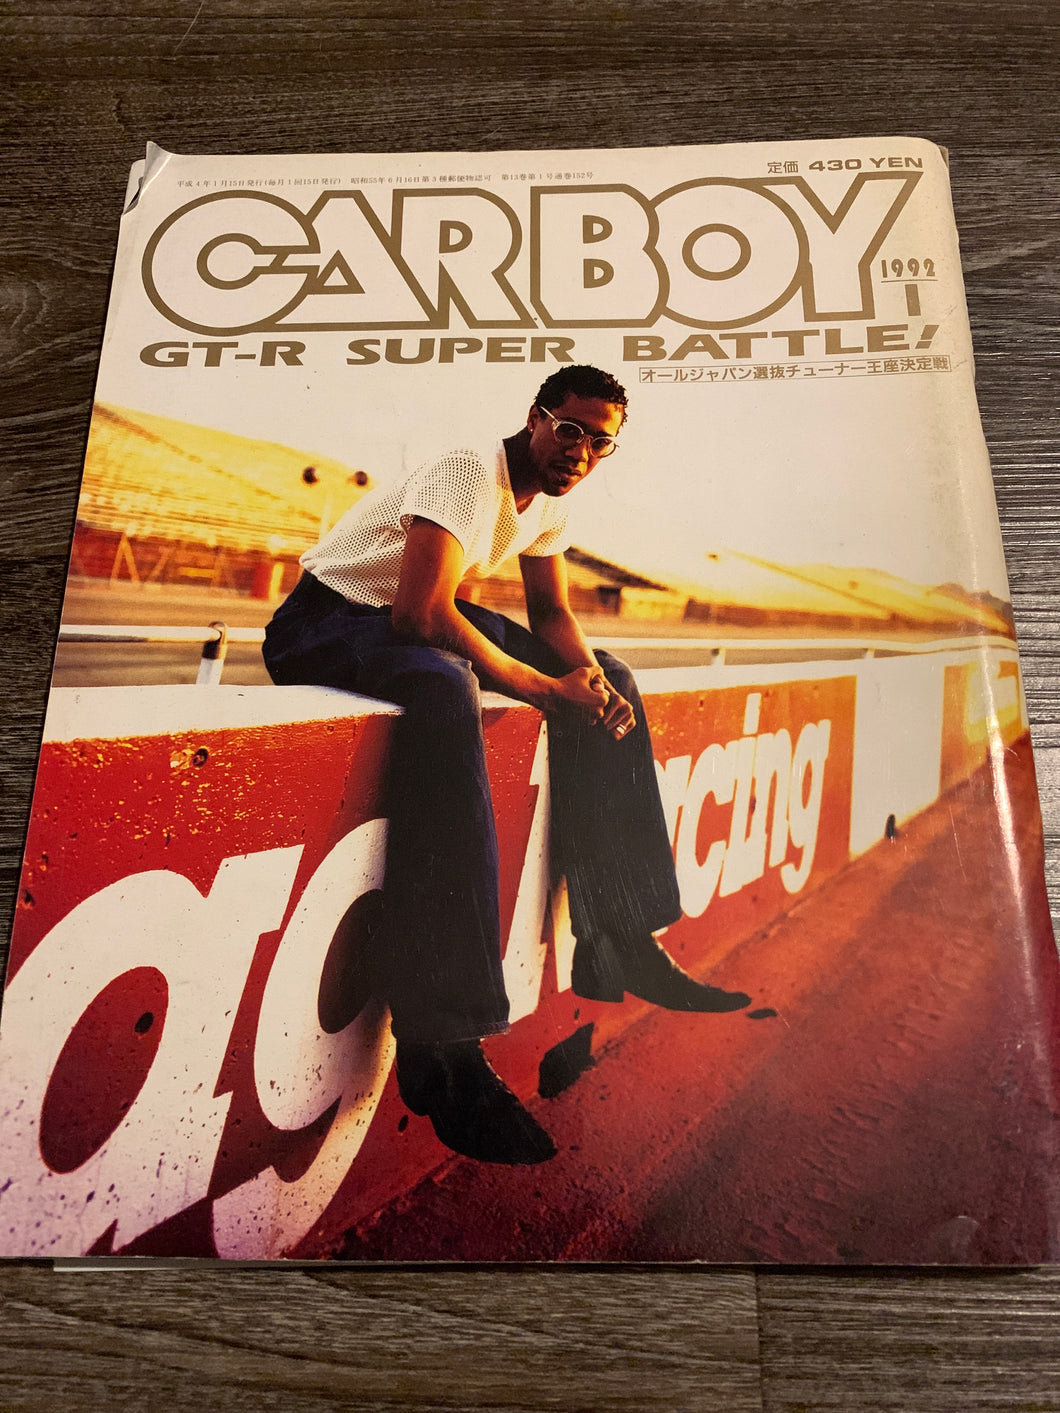 定価 430 YEN
平成4年1月15日発行(毎月1回15日発行) 昭和55年6月16日第3種郵便物認可 第13巻第1号通巻152号
CARBOY
1992
1
GT-R SUPER BATTLE!
オールジャパン選抜チューナー王座決定戦
racing